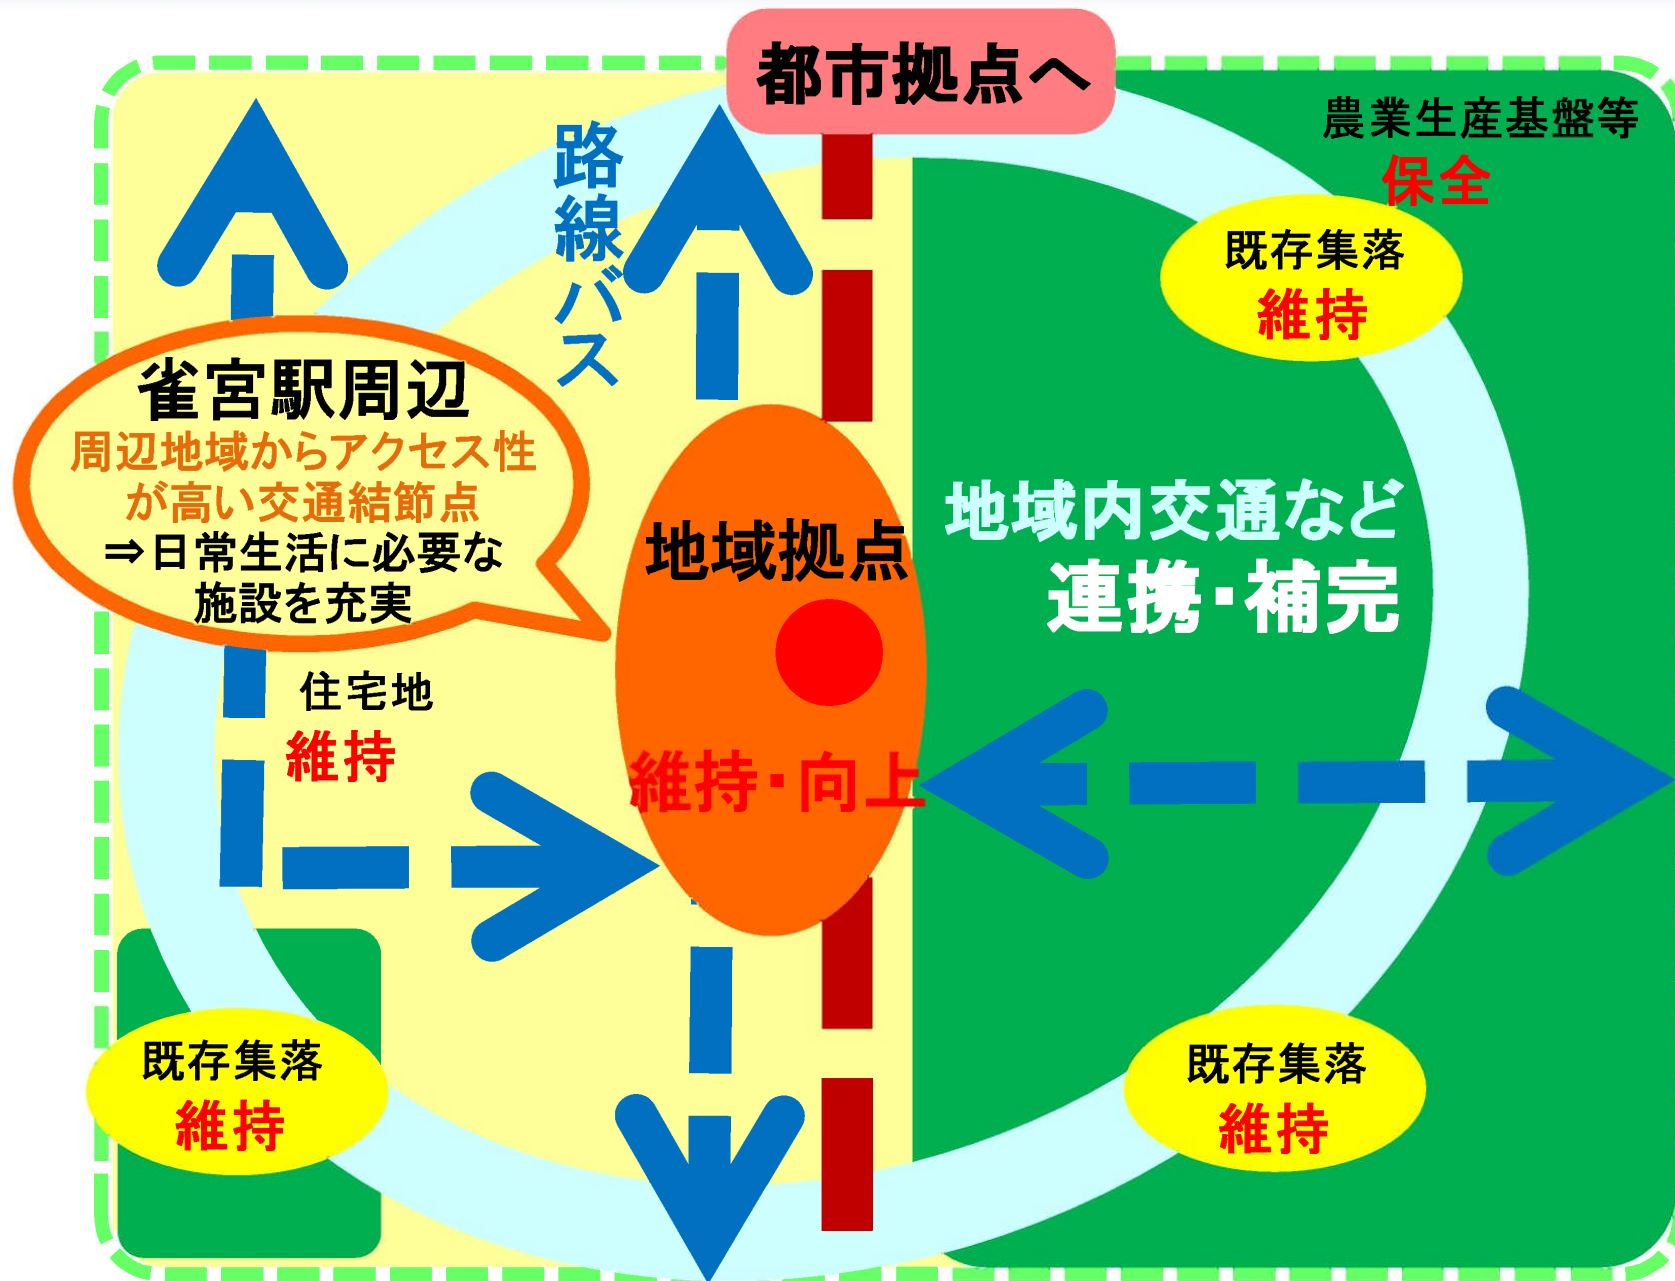 都市拠点へ
農業生産基盤等
保全
路線バス
既存集落
維持
雀宮駅周辺
周辺地域からアクセス性
が高い交通結節点
⇒日常生活に必要な
施設を充実
地域拠点
維持・向上
地域内交通など
連携・補完
住宅地
維持
既存集落
維持
既存集落
維持